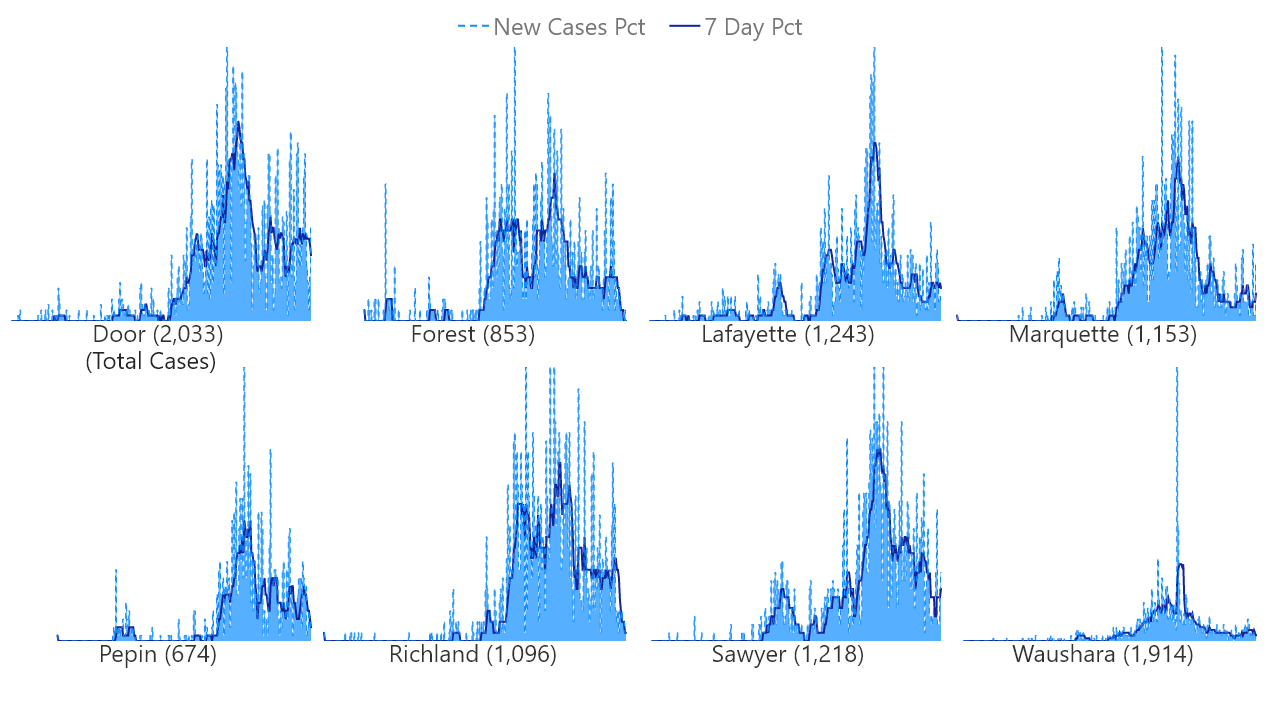 New Cases Pct 7 Day Pct
Door (2,033) Forest (853) Lafayette (1,243) Marquette (1,153)
(Total Cases)
Pepin (674) Richland (1,096) Sawyer (1,218) Waushara (1,914)